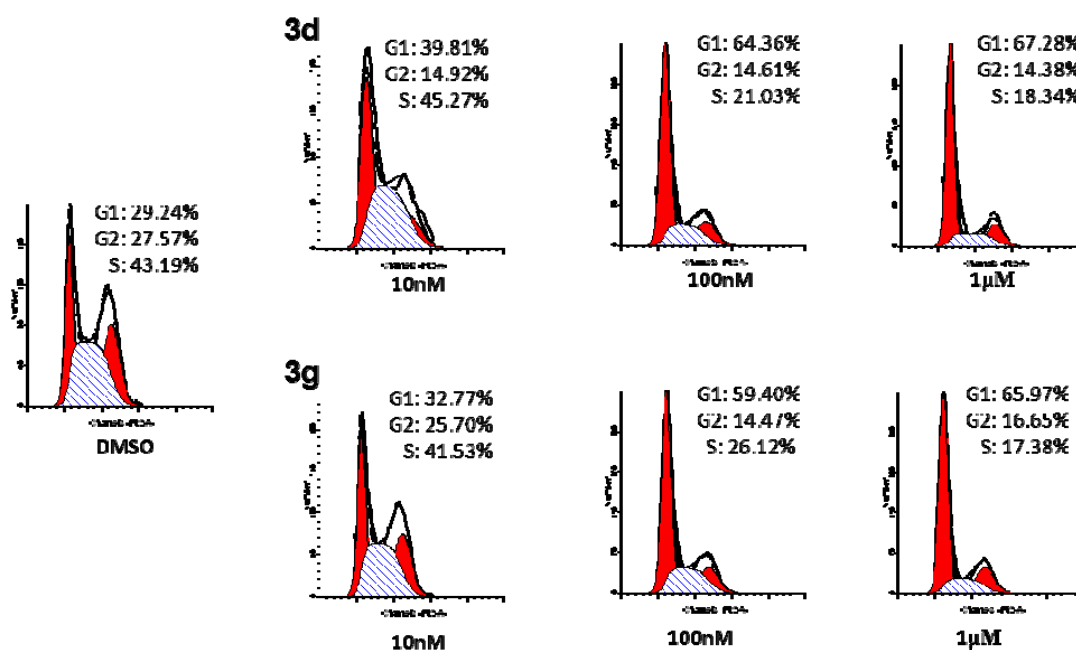 3d
G1: 39.81%
G2: 14.92%
S: 45.27%
10nM
G1: 64.36%
G2: 14.61%
S: 21.03%
100nM
G1: 67.28%
G2: 14.38%
S: 18.34%
1μM
G1: 29.24%
G2: 27.57%
S: 43.19%
DMSO
3g
G1: 32.77%
G2: 25.70%
S: 41.53%
10nM
G1: 59.40%
G2: 14.47%
S: 26.12%
100nM
G1: 65.97%
G2: 16.65%
S: 17.38%
1μM